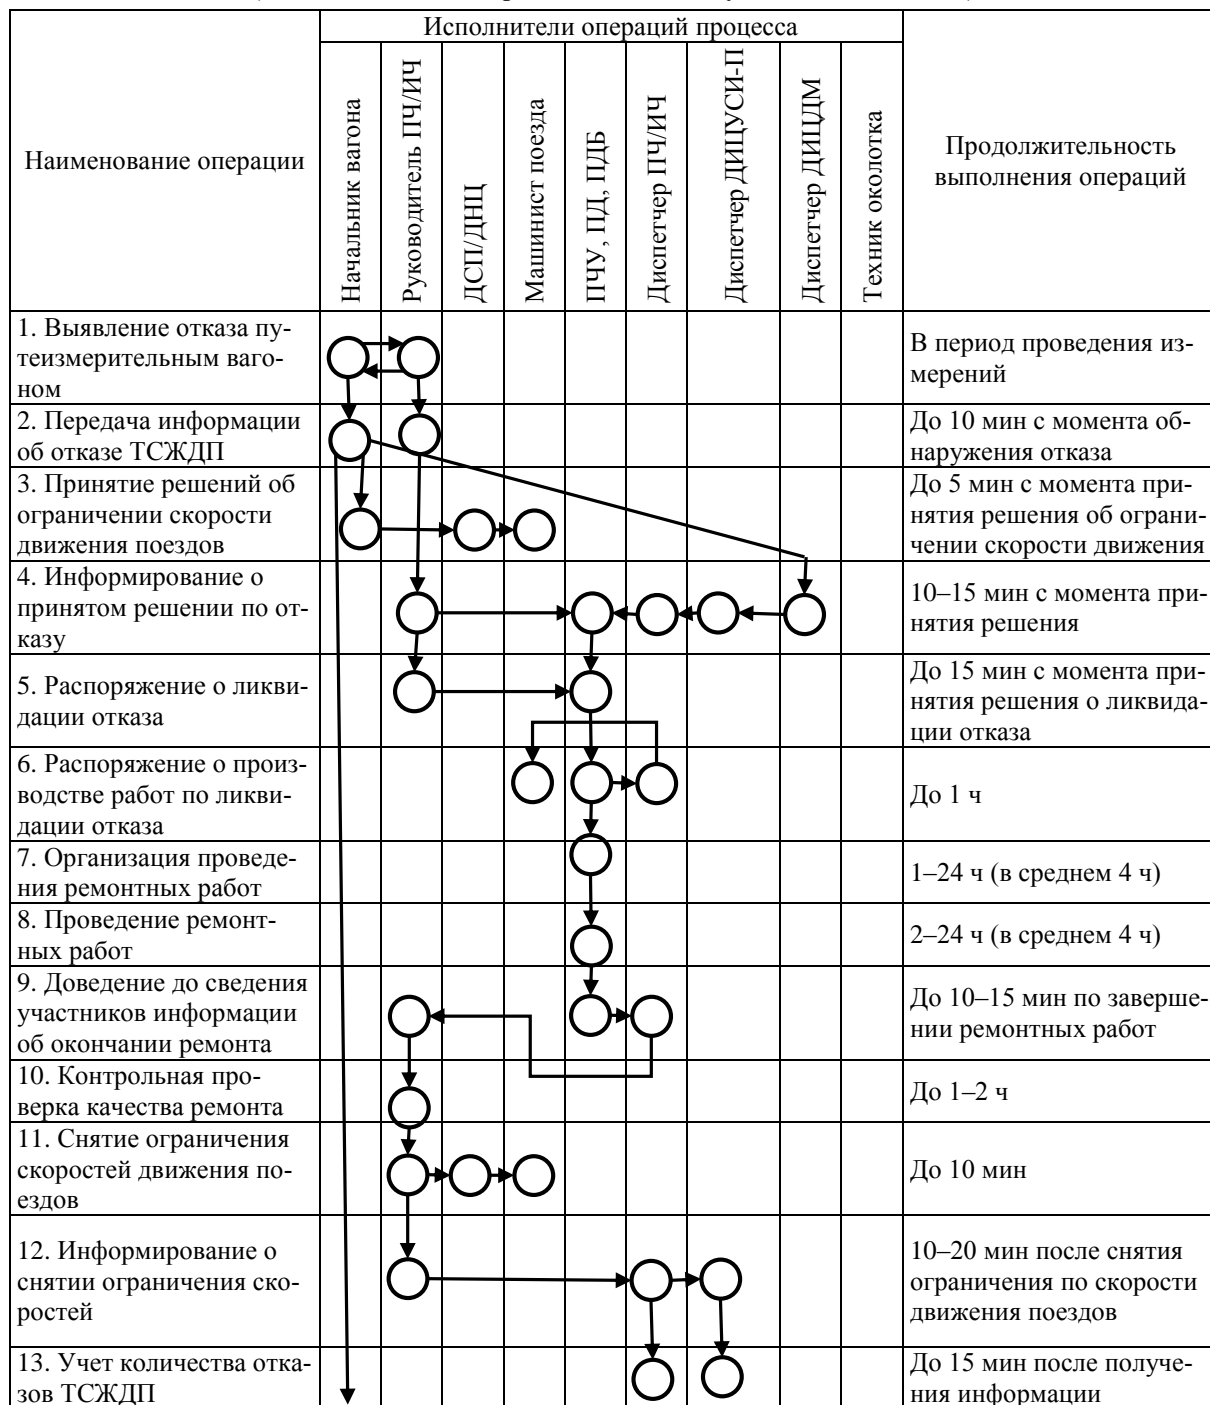 Исполнители операций процесса
Наименование операции
Начальник вагона
Руководитель ПЧ/ИЧ
ДСП/ДНЦ
Машинист поезда
ПЧУ, ПД, ПДБ
Диспетчер ПЧ/ИЧ
Диспетчер ДИЦУСИ-П
Диспетчер ДИЦДМ
Техник околотка
Продолжительность
выполнения операций
1. Выявление отказа пу-
теизмерительным ваго-
ном
В период проведения из-
мерений
2. Передача информации
об отказе ТСЖДП
До 10 мин с момента об-
наружения отказа
3. Принятие решений об
ограничении скорости
движения поездов
До 5 мин с момента при-
нятия решения об ограни-
чении скорости движения
4. Информирование о
принятом решении по от-
казу
10–15 мин с момента при-
нятия решения
5. Распоряжение о ликви-
дации отказа
До 15 мин с момента при-
нятия решения о ликвида-
ции отказа
6. Распоряжение о произ-
водстве работ по ликви-
дации отказа
До 1 ч
7. Организация проведе-
ния ремонтных работ
1–24 ч (в среднем 4 ч)
8. Проведение ремонт-
ных работ
2–24 ч (в среднем 4 ч)
9. Доведение до сведения
участников информации
об окончании ремонта
До 10–15 мин по заверше-
нии ремонтных работ
10. Контрольная про-
верка качества ремонта
До 1–2 ч
11. Снятие ограничения
скоростей движения по-
ездов
До 10 мин
12. Информирование о
снятии ограничения ско-
ростей
10–20 мин после снятия
ограничения по скорости
движения поездов
13. Учет количества отка-
зов ТСЖДП
До 15 мин после получе-
ния информации